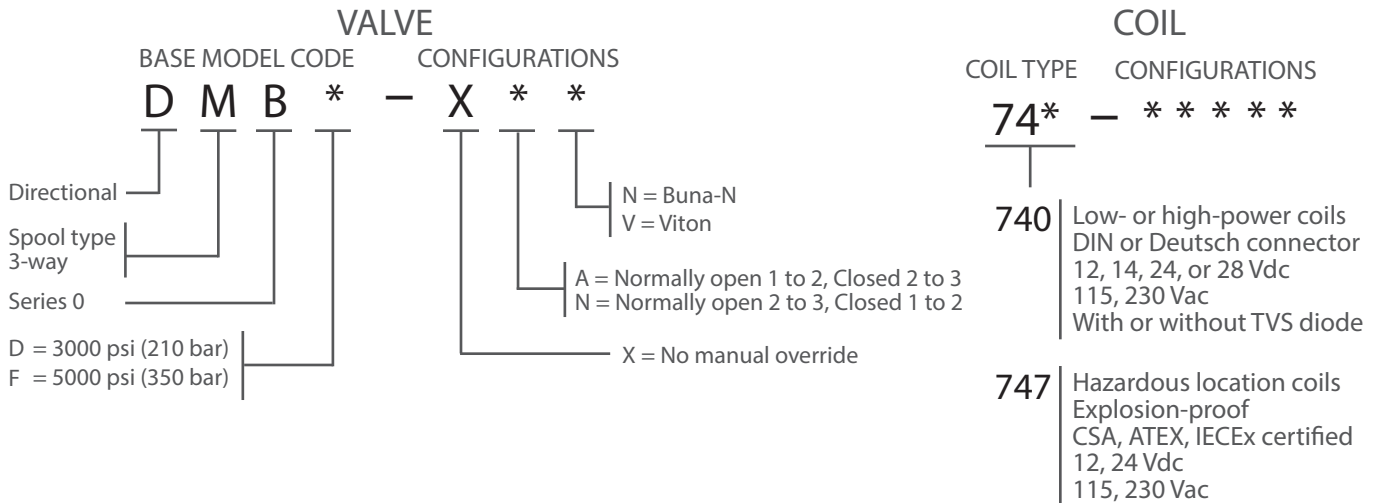 VALVE
BASE MODEL CODE
CONFIGURATIONS
D M B * – X * *
Directional
Spool type
3-way
Series 0
D = 3000 psi (210 bar)
F = 5000 psi (350 bar)
N = Buna-N
V = Viton
A = Normally open 1 to 2, Closed 2 to 3
N = Normally open 2 to 3, Closed 1 to 2
X = No manual override
COIL
COIL TYPE
CONFIGURATIONS
74* – * * * * *
740
Low- or high-power coils
DIN or Deutsch connector
12, 14, 24, or 28 Vdc
115, 230 Vac
With or without TVS diode
747
Hazardous location coils
Explosion-proof
CSA, ATEX, IECEx certified
12, 24 Vdc
115, 230 Vac